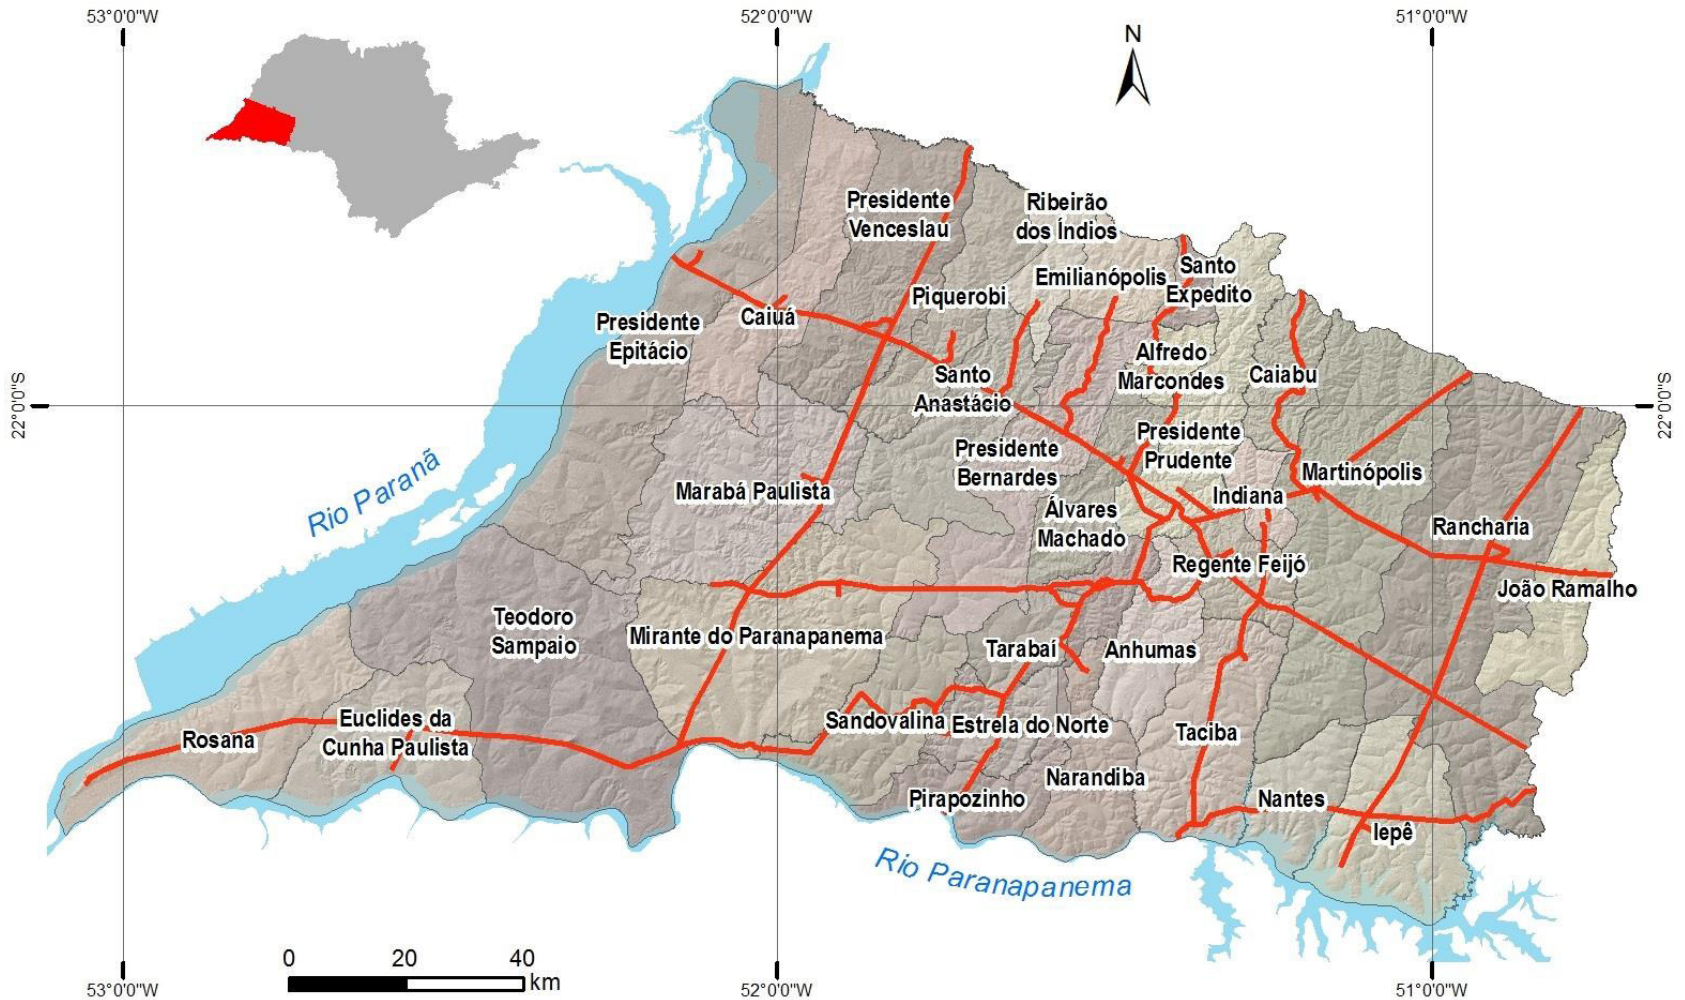 53°0'0"W
52°0'0"W
51°0'0"W
N
Presidente
Venceslau
Ribeirão
dos Índios
Emilianópolis
Santo
Expedito
Piquerobi
Caiuá
Presidente
Epitácio
Alfredo
Marcondes
Caiabu
Santo
Anastácio
22°0'0"S
22°0'0"S
Presidente
Prudente
Presidente
Bernardes
Martinópolis
Rio Paranã
Marabá Paulista
Indiana
Álvares
Machado
Rancharia
Regente Feijó
João Ramalho
Teodoro
Sampaio
Mirante do Paranapanema
Tarabaí
Anhumas
Euclides da
Cunha Paulista
Sandovalina
Estrela do Norte
Rosana
Taciba
Narandiba
Pirapozinho
Nantes
Iepê
Rio Paranapanema
0
20
40
km
53°0'0"W
52°0'0"W
51°0'0"W